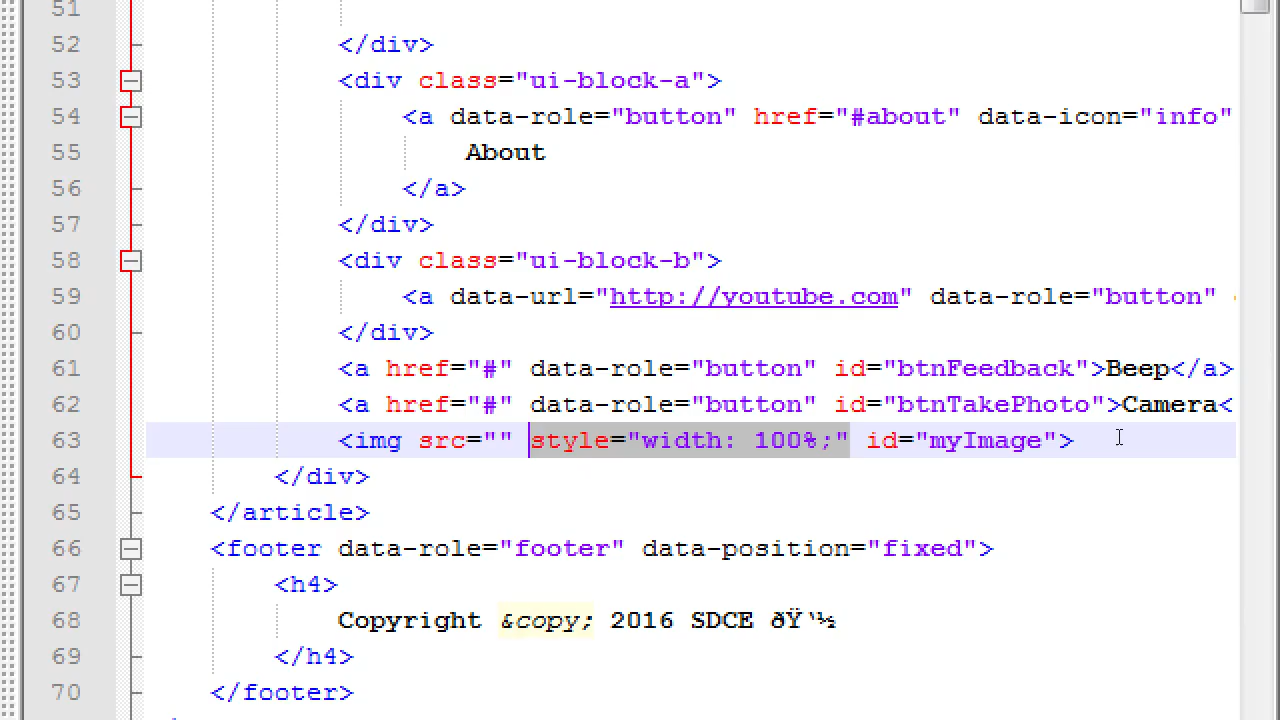 51
52 </div>
53 <div class="ui-block-a">
54 <a data-role="button" href="#about" data-icon="info"
55 About
56 </a>
57 </div>
58 <div class="ui-block-b">
59 <a data-url="http://youtube.com" data-role="button"
60 </div>
61 <a href="#" data-role="button" id="btnFeedback">Beep</a>
62 <a href="#" data-role="button" id="btnTakePhoto">Camera<
63 <img src="" style="width: 100%;" id="myImage">
64 </div>
65 </article>
66 <footer data-role="footer" data-position="fixed">
67 <h4>
68 Copyright &copy; 2016 SDCE ðŸ‘½
69 </h4>
70 </footer>